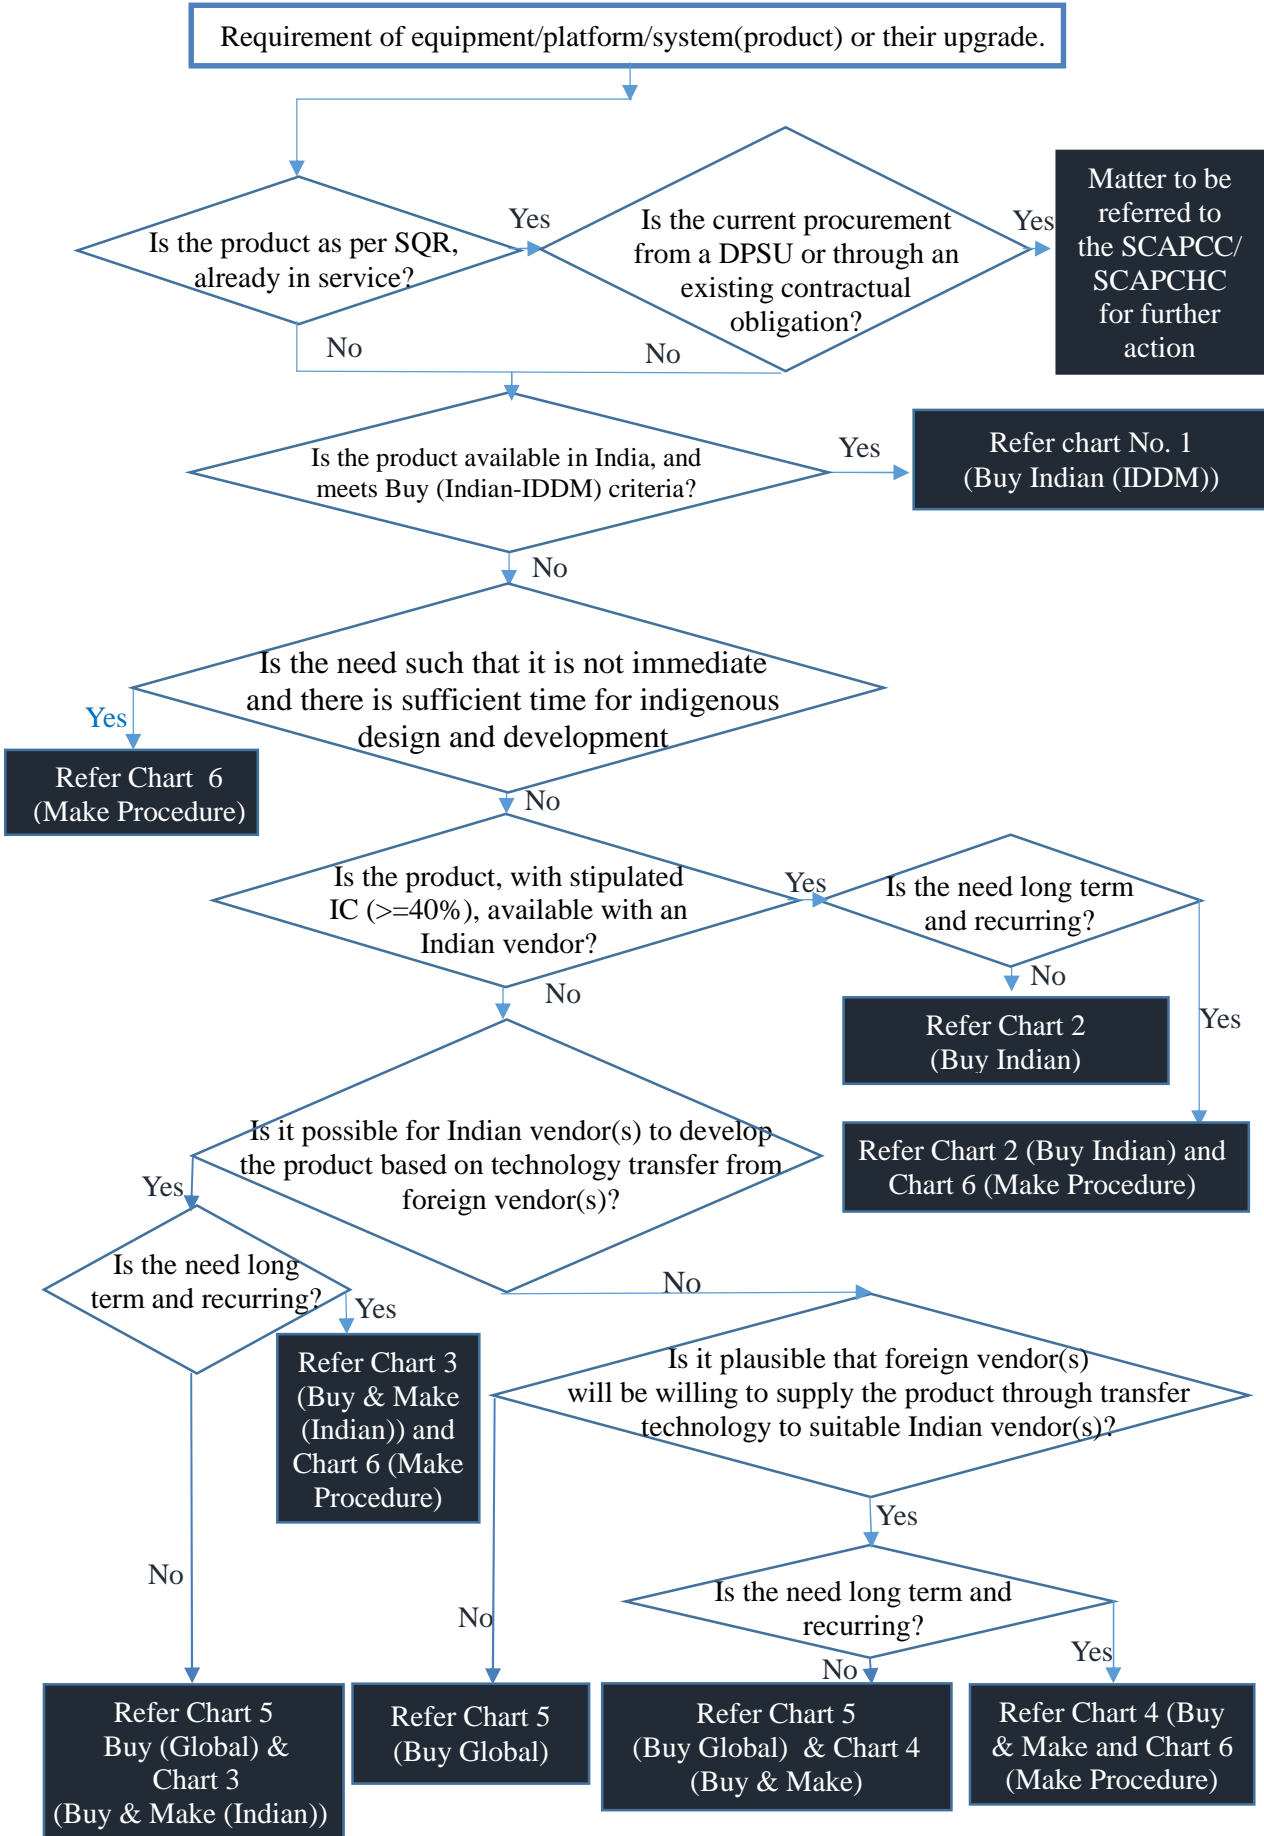 Requirement of equipment/platform/system(product) or their upgrade.
Is the product as per SQR,
already in service?
Yes
No
Is the current procurement
from a DPSU or through an
existing contractual
obligation?
Yes
No
Matter to be
referred to
the SCAPCC/
SCAPCHC
for further
action
Is the product available in India, and
meets Buy (Indian-IDDM) criteria?
Yes
Refer chart No. 1
(Buy Indian (IDDM))
No
Is the need such that it is not immediate
and there is sufficient time for indigenous
design and development
Yes
Refer Chart  6
(Make Procedure)
No
Is the product, with stipulated
IC (>=40%), available with an
Indian vendor?
Yes
Is the need long term
and recurring?
No
Refer Chart 2
(Buy Indian)
Yes
Refer Chart 2 (Buy Indian) and
Chart 6 (Make Procedure)
No
Is it possible for Indian vendor(s) to develop
the product based on technology transfer from
foreign vendor(s)?
Yes
Is the need long
term and recurring?
Yes
Refer Chart 3
(Buy & Make
(Indian)) and
Chart 6 (Make
Procedure)
No
No
Is it plausible that foreign vendor(s)
will be willing to supply the product through transfer
technology to suitable Indian vendor(s)?
Yes
No
Is the need long term and
recurring?
No
Yes
Refer Chart 5
Buy (Global) &
Chart 3
(Buy & Make (Indian))
Refer Chart 5
(Buy Global)
Refer Chart 5
(Buy Global)  & Chart 4
(Buy & Make)
Refer Chart 4 (Buy
& Make and Chart 6
(Make Procedure)